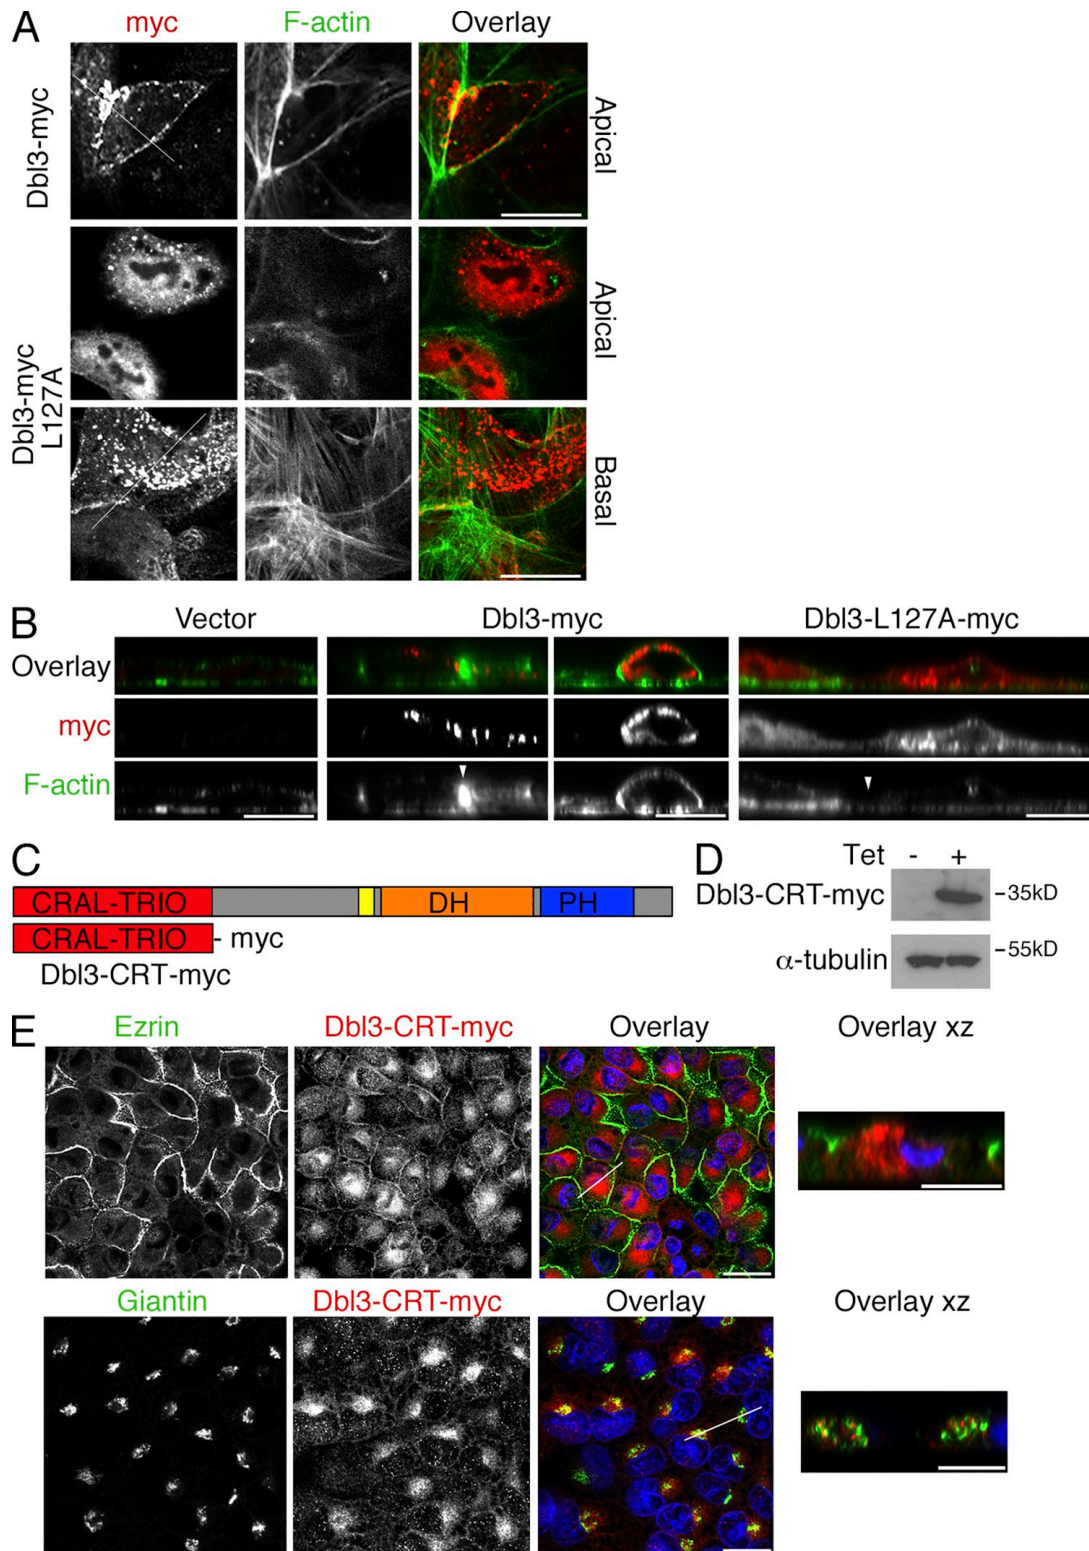 A
myc F-actin Overlay
Dbl3-myc
Apical
Dbl3-myc
L127A
Apical
Basal
B
Vector Dbl3-myc Dbl3-L127A-myc
Overlay
myc
F-actin
C
CRAL-TRIO DH PH
CRAL-TRIO - myc
Dbl3-CRT-myc
D
Tet - +
Dbl3-CRT-myc –35kD
α-tubulin –55kD
E
Ezrin Dbl3-CRT-myc Overlay Overlay xz
Giantin Dbl3-CRT-myc Overlay Overlay xz